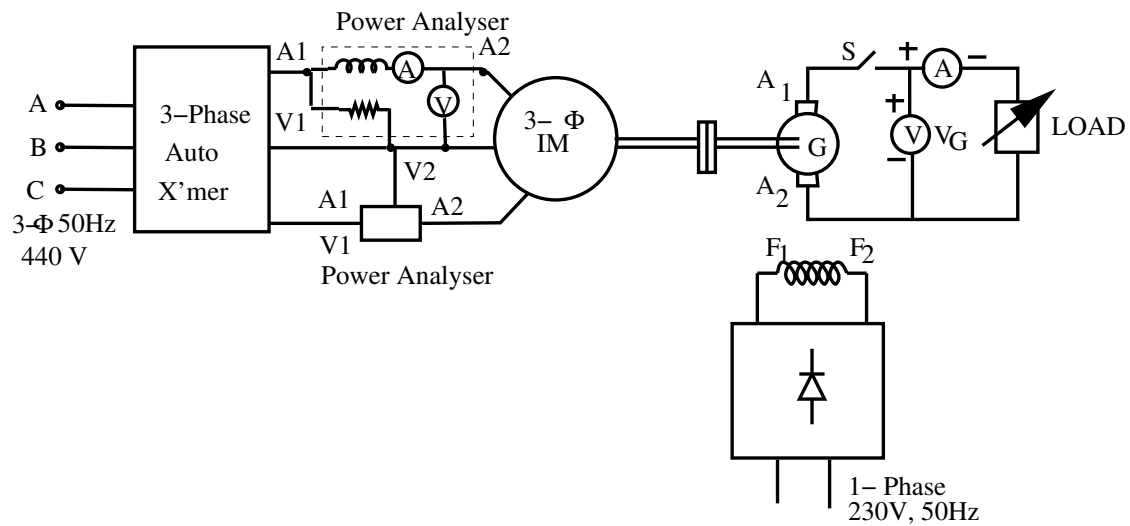 Power Analyser
A1
A2
A
V
V1
V2
A
B
C
3-Φ 50Hz
440 V
3-Phase
Auto
X'mer
A1
A2
V1
Power Analyser
3- Φ
IM
A1
A2
G
S
+
A
-
+
V
VG
-
LOAD
F1
F2
1- Phase
230V, 50Hz